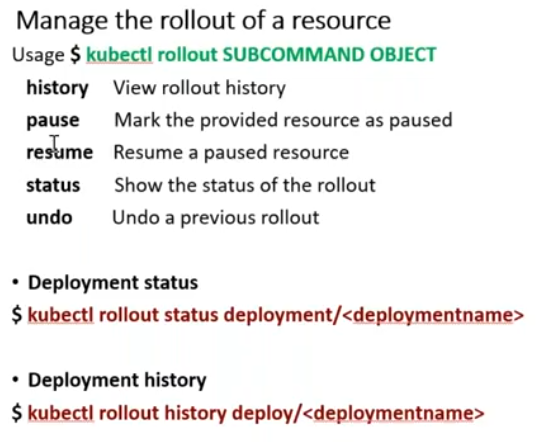 Manage the rollout of a resource
Usage $ kubectl rollout SUBCOMMAND OBJECT
history View rollout history
pause Mark the provided resource as paused
resume Resume a paused resource
status Show the status of the rollout
undo Undo a previous rollout
• Deployment status
$ kubectl rollout status deployment/<deploymentname>
• Deployment history
$ kubectl rollout history deploy/<deploymentname>